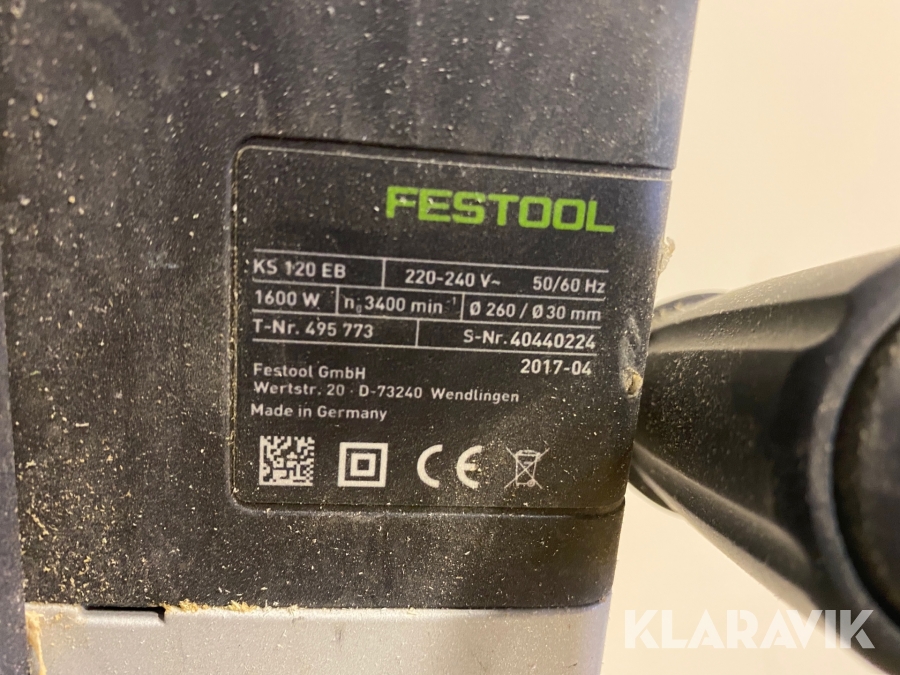 FESTOOL
KS 120 EB 220-240 V~ 50/60 Hz
1600 W n₀ 3400 min⁻¹ Ø 260 / Ø 30 mm
T-Nr. 495 773 S-Nr. 40440224
2017-04
Festool GmbH
Wertstr. 20 · D-73240 Wendlingen
Made in Germany
CE
KLARAVIK